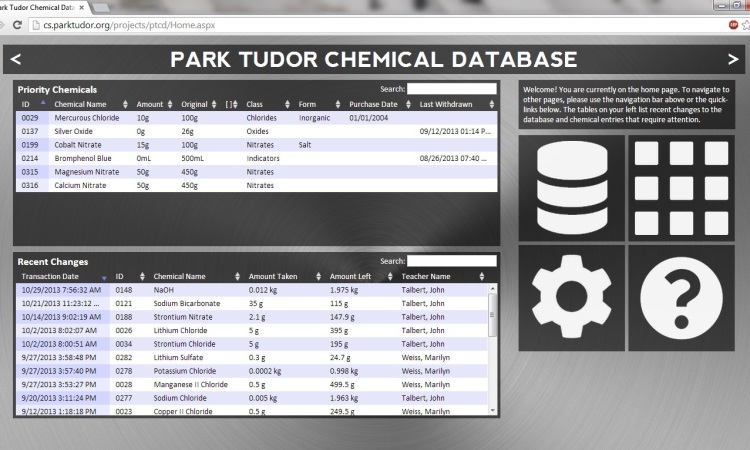 ark Tudor Chemical Data
cs.parktudor.org/projects/ptcd/Home.aspx
< PARK TUDOR CHEMICAL DATABASE >
Priority Chemicals Search:
ID Chemical Name Amount Original [ ] Class Form Purchase Date Last Withdrawn
0029 Mercurous Chloride 10g 100g Chlorides Inorganic 01/01/2004
0137 Silver Oxide 0g 26g Oxides 09/12/2013 01:14 P...
0199 Cobalt Nitrate 15g 100g Nitrates Salt
0214 Bromphenol Blue 0mL 500mL Indicators 08/26/2013 07:40 ...
0315 Magnesium Nitrate 50g 450g Nitrates
0316 Calcium Nitrate 50g 450g Nitrates
Recent Changes Search:
Transaction Date ID Chemical Name Amount Taken Amount Left Teacher Name
10/29/2013 7:56:32 AM 0148 NaOH 0.012 kg 1.975 kg Talbert, John
10/21/2013 11:23:12 ... 0121 Sodium Bicarbonate 35 g 115 g Talbert, John
10/14/2013 9:02:19 AM 0188 Strontium Nitrate 2.1 g 147.9 g Talbert, John
10/2/2013 8:02:07 AM 0026 Lithium Chloride 5 g 395 g Talbert, John
10/2/2013 8:00:51 AM 0034 Strontium Chloride 5 g 195 g Talbert, John
9/27/2013 3:58:48 PM 0282 Lithium Sulfate 0.3 g 24.7 g Weiss, Marilyn
9/27/2013 3:57:40 PM 0278 Potassium Chloride 0.0002 kg 0.998 kg Weiss, Marilyn
9/27/2013 3:53:27 PM 0028 Manganese II Chloride 0.5 g 499.5 g Weiss, Marilyn
9/20/2013 3:11:24 PM 0277 Sodium Chloride 0.005 kg 1.963 kg Talbert, John
9/12/2013 1:18:18 PM 0023 Copper II Chloride 0.5 g 249.5 g Weiss, Marilyn
Welcome! You are currently on the home page. To navigate to
other pages, please use the navigation bar above or the quick-
links below. The tables on your left list recent changes to the
database and chemical entries that require attention.
?